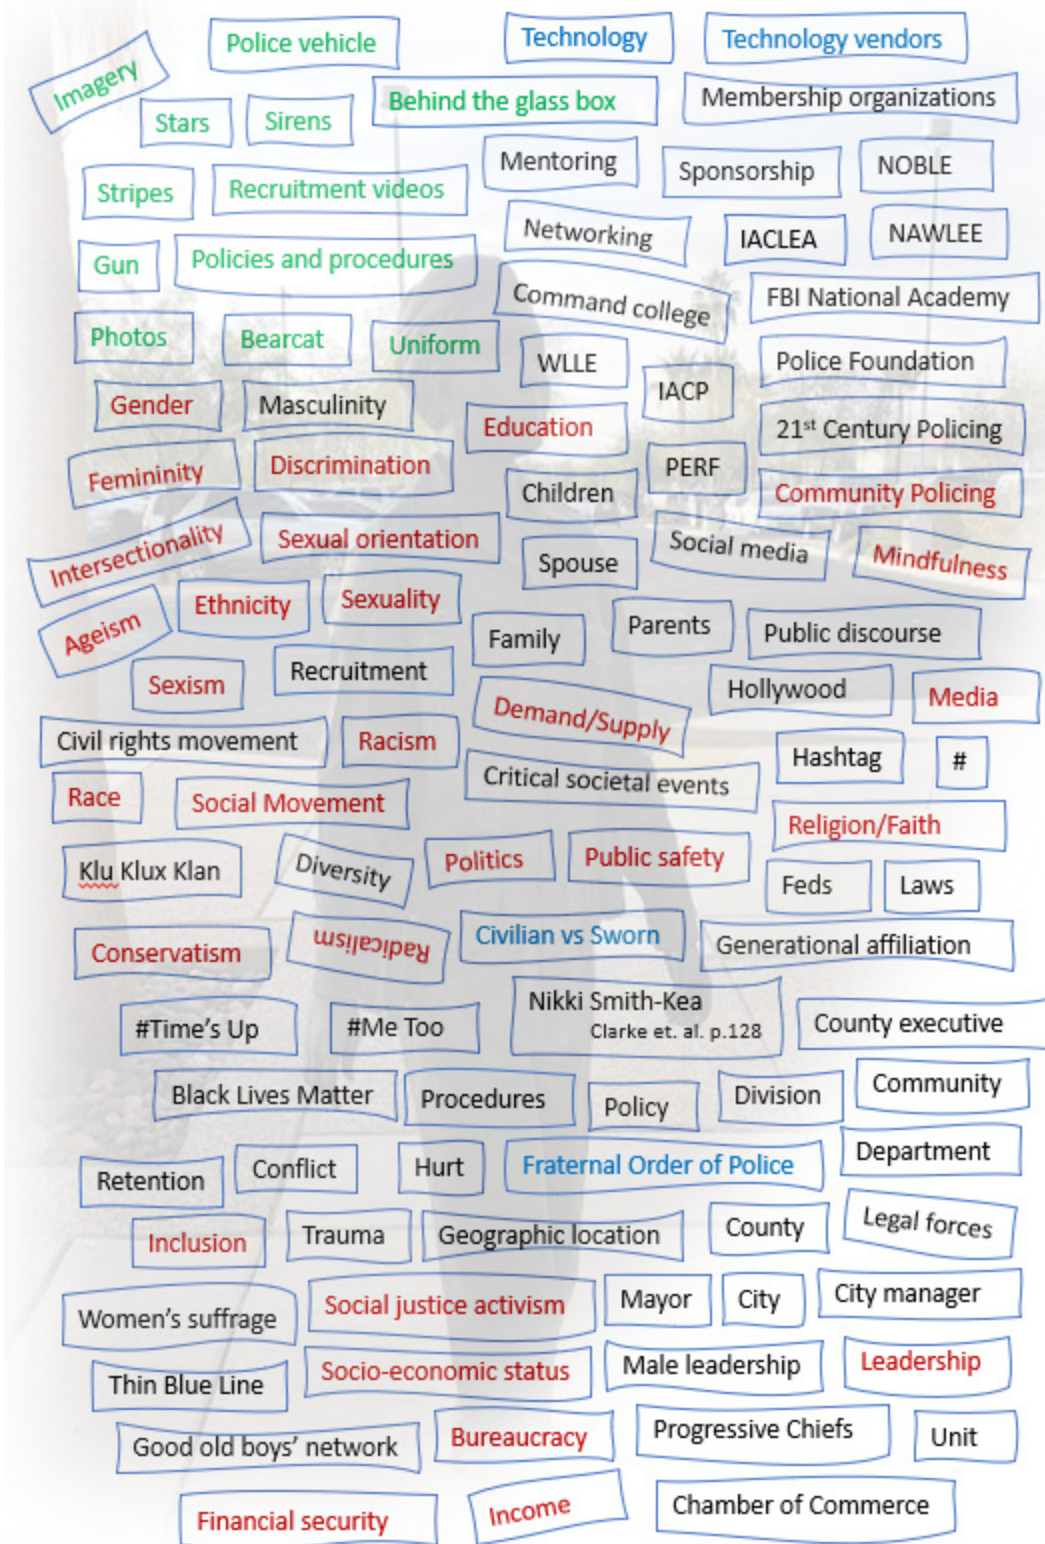 Police vehicle
Technology
Technology vendors
Imagery
Stars
Sirens
Behind the glass box
Membership organizations
Mentoring
Sponsorship
NOBLE
Stripes
Recruitment videos
Networking
IACLEA
NAWLEE
Gun
Policies and procedures
Command college
FBI National Academy
Photos
Bearcat
Uniform
WLLE
IACP
Police Foundation
Gender
Masculinity
Education
21st Century Policing
Femininity
Discrimination
Children
PERF
Community Policing
Intersectionality
Sexual orientation
Spouse
Social media
Mindfulness
Ageism
Ethnicity
Sexuality
Family
Parents
Public discourse
Sexism
Recruitment
Demand/Supply
Hollywood
Media
Civil rights movement
Racism
Critical societal events
Hashtag
#
Race
Social Movement
Religion/Faith
Klu Klux Klan
Diversity
Politics
Public safety
Feds
Laws
Conservatism
Radicalism
Civilian vs Sworn
Generational affiliation
#Time's Up
#Me Too
Nikki Smith-Kea
Clarke et. al. p.128
County executive
Black Lives Matter
Procedures
Policy
Division
Community
Retention
Conflict
Hurt
Fraternal Order of Police
Department
Inclusion
Trauma
Geographic location
County
Legal forces
Women's suffrage
Social justice activism
Mayor
City
City manager
Thin Blue Line
Socio-economic status
Male leadership
Leadership
Good old boys' network
Bureaucracy
Progressive Chiefs
Unit
Financial security
Income
Chamber of Commerce